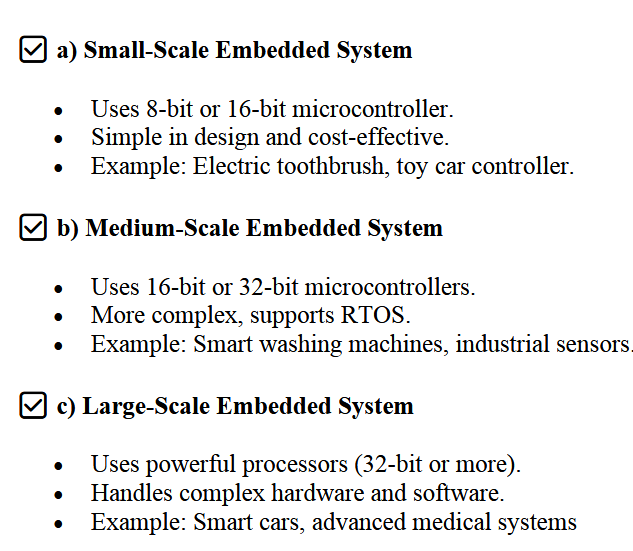 ☑ a) Small-Scale Embedded System
• Uses 8-bit or 16-bit microcontroller.
• Simple in design and cost-effective.
• Example: Electric toothbrush, toy car controller.
☑ b) Medium-Scale Embedded System
• Uses 16-bit or 32-bit microcontrollers.
• More complex, supports RTOS.
• Example: Smart washing machines, industrial sensors.
☑ c) Large-Scale Embedded System
• Uses powerful processors (32-bit or more).
• Handles complex hardware and software.
• Example: Smart cars, advanced medical systems